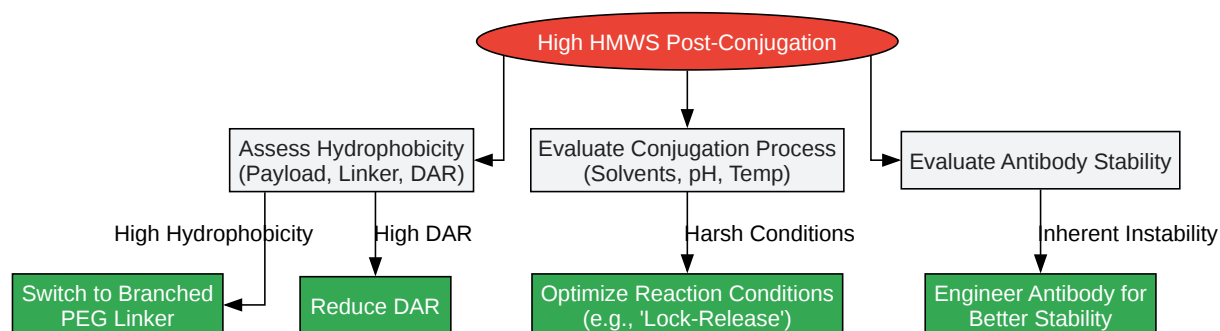 High HMWS Post-Conjugation
Assess Hydrophobicity
(Payload, Linker, DAR)
Evaluate Conjugation Process
(Solvents, pH, Temp)
Evaluate Antibody Stability
High Hydrophobicity
High DAR
Harsh Conditions
Inherent Instability
Switch to Branched
PEG Linker
Reduce DAR
Optimize Reaction Conditions
(e.g., 'Lock-Release')
Engineer Antibody for
Better Stability